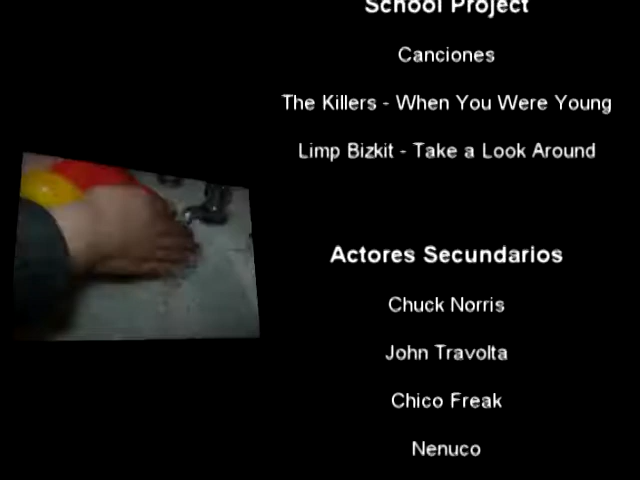 School Project
Canciones
The Killers - When You Were Young
Limp Bizkit - Take a Look Around
Actores Secundarios
Chuck Norris
John Travolta
Chico Freak
Nenuco